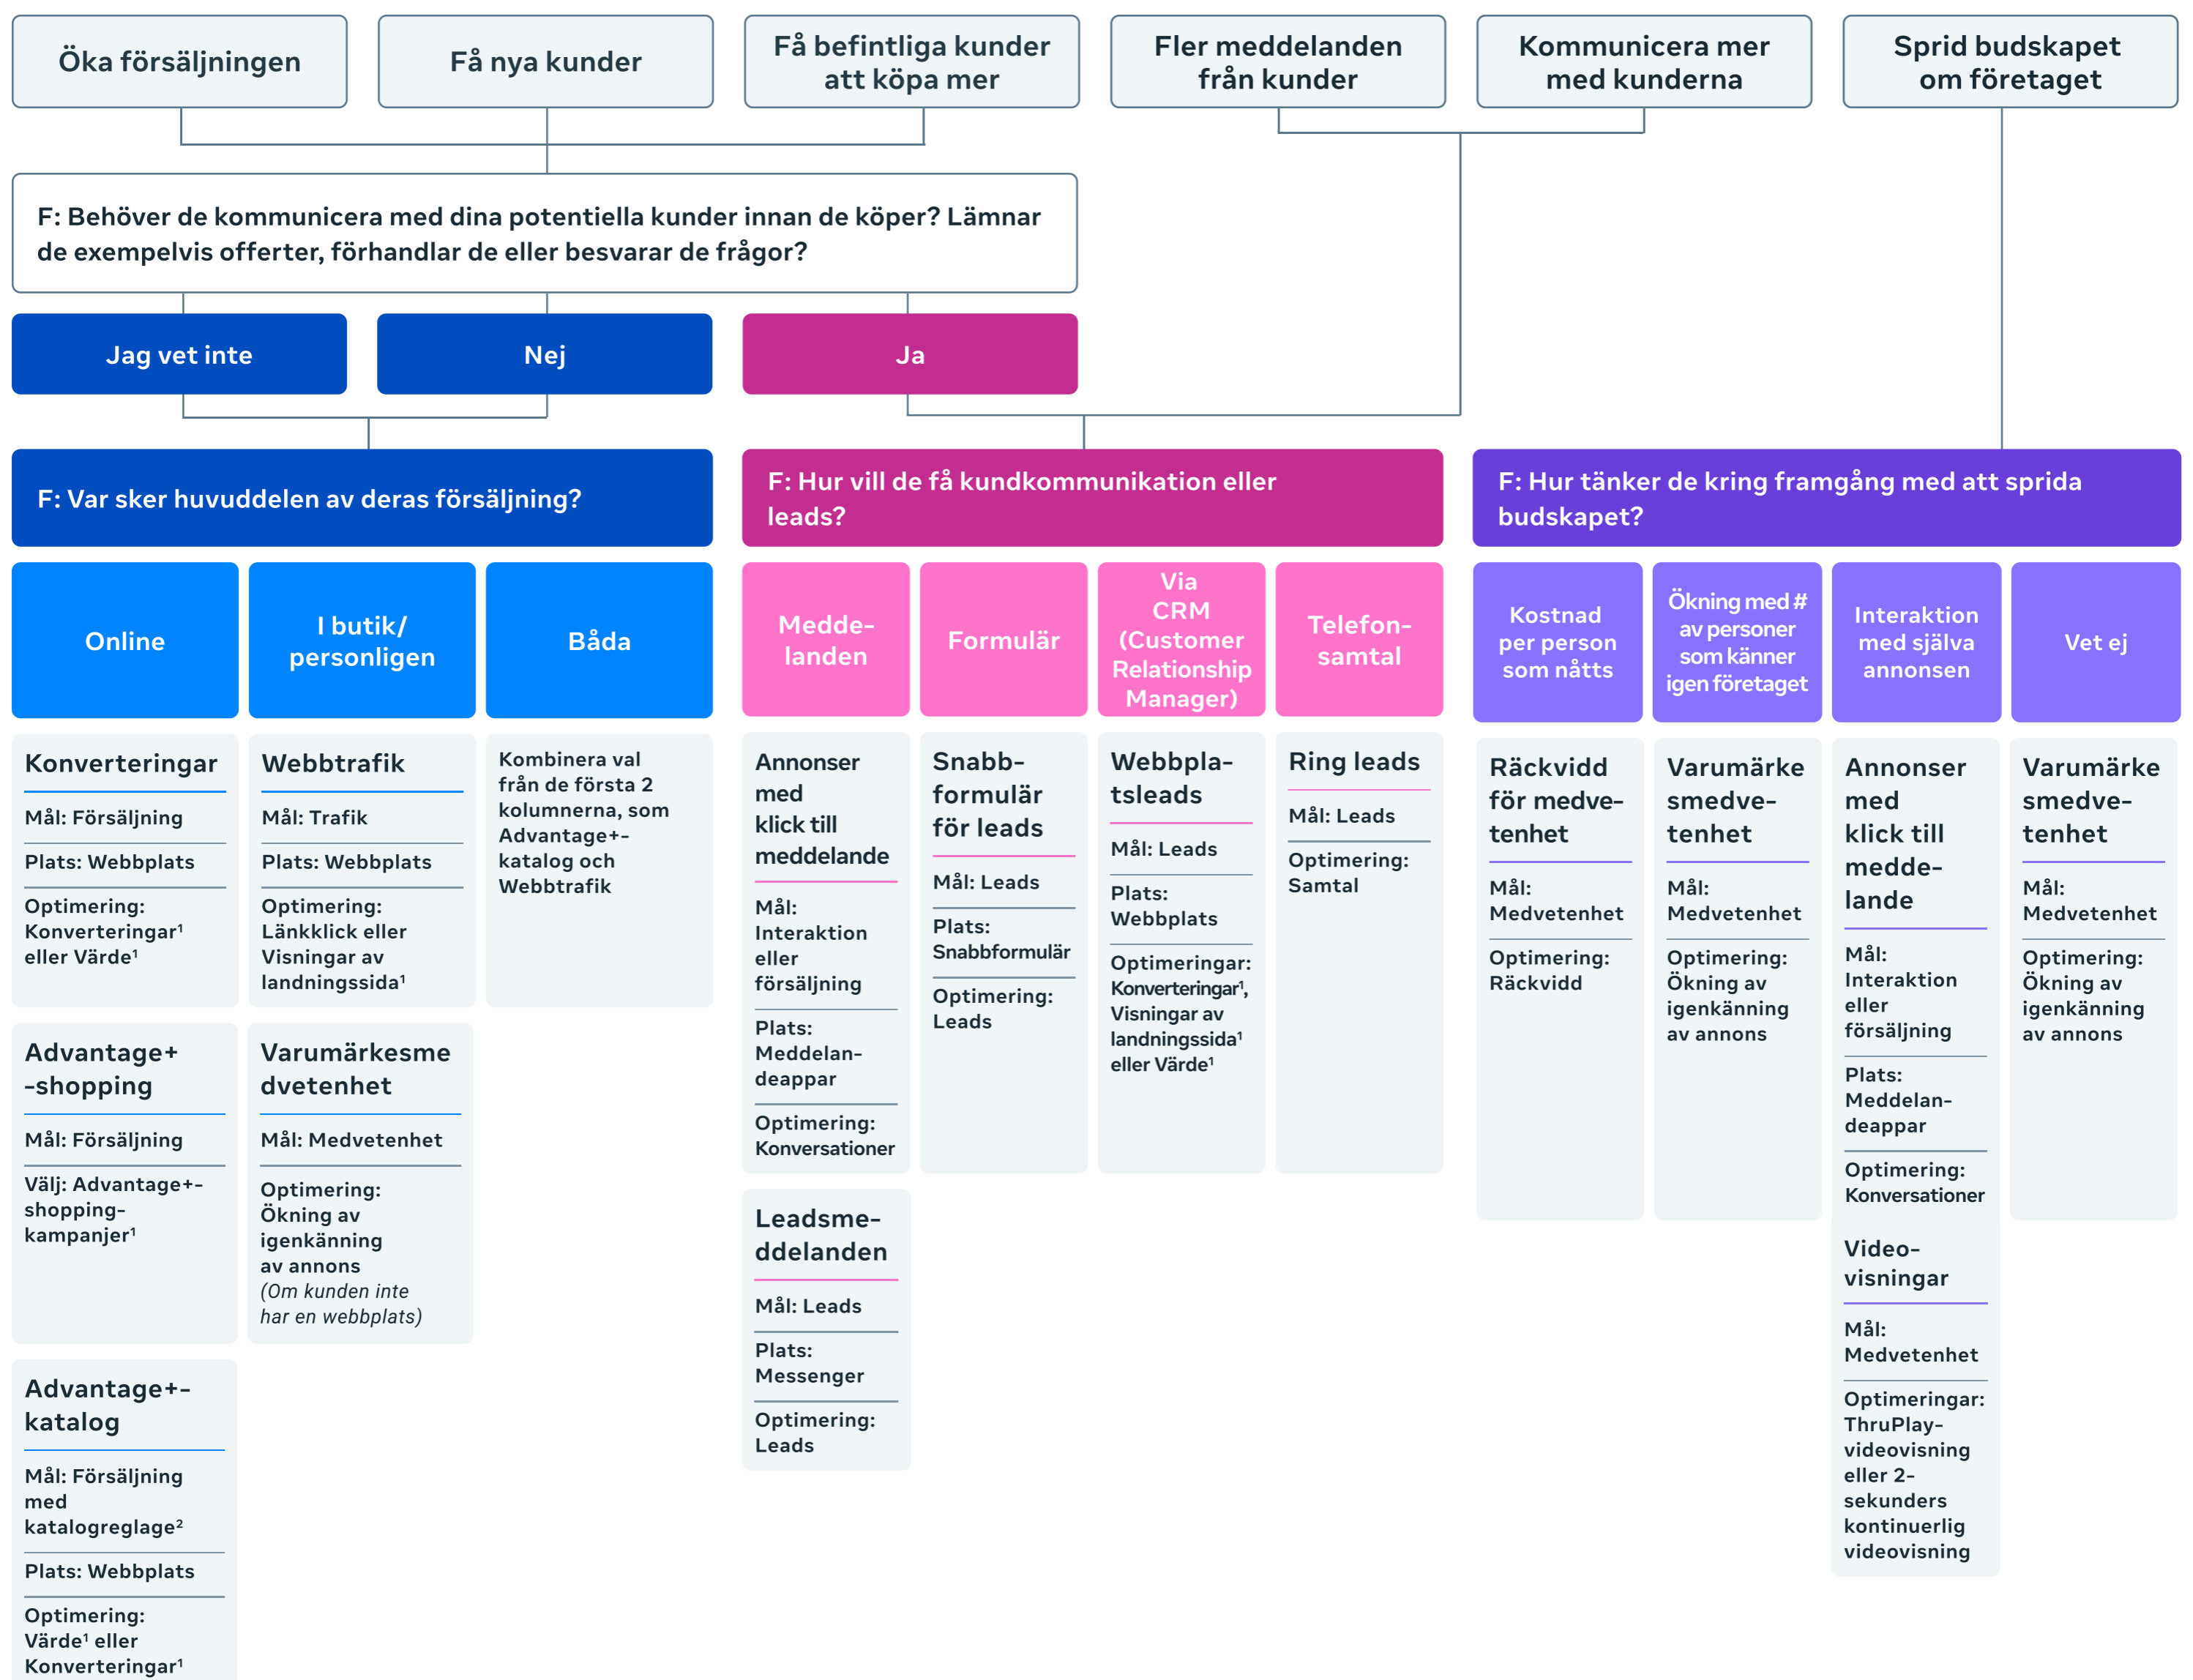 Öka försäljningen
Få nya kunder
Få befintliga kunder
att köpa mer
Fler meddelanden
från kunder
Kommunicera mer
med kunderna
Sprid budskapet
om företaget
F: Behöver de kommunicera med dina potentiella kunder innan de köper? Lämnar
de exempelvis offerter, förhandlar de eller besvarar de frågor?
Jag vet inte
Nej
Ja
F: Var sker huvuddelen av deras försäljning?
F: Hur vill de få kundkommunikation eller
leads?
F: Hur tänker de kring framgång med att sprida
budskapet?
Online
I butik/
personligen
Båda
Medde-
landen
Formulär
Via
CRM
(Customer
Relationship
Manager)
Telefon-
samtal
Kostnad
per person
som nåtts
Ökning med #
av personer
som känner
igen företaget
Interaktion
med själva
annonsen
Vet ej
Konverteringar
Mål: Försäljning
Plats: Webbplats
Optimering:
Konverteringar¹
eller Värde¹
Advantage+
-shopping
Mål: Försäljning
Välj: Advantage+-
shopping-
kampanjer¹
Advantage+-
katalog
Mål: Försäljning
med
katalogreglage²
Plats: Webbplats
Optimering:
Värde¹ eller
Konverteringar¹
Webbtrafik
Mål: Trafik
Plats: Webbplats
Optimering:
Länkklick eller
Visningar av
landningssida¹
Varumärkesme
dvetenhet
Mål: Medvetenhet
Optimering:
Ökning av
igenkänning
av annons
(Om kunden inte
har en webbplats)
Kombinera val
från de första 2
kolumnerna, som
Advantage+-
katalog och
Webbtrafik
Annonser
med
klick till
meddelande
Mål:
Interaktion
eller
försäljning
Plats:
Meddelan-
deappar
Optimering:
Konversationer
Leadsme-
ddelanden
Mål: Leads
Plats:
Messenger
Optimering:
Leads
Snabb-
formulär
för leads
Mål: Leads
Plats:
Snabbformulär
Optimering:
Leads
Webbpla-
tsleads
Mål: Leads
Plats:
Webbplats
Optimeringar:
Konverteringar¹,
Visningar av
landningssida¹
eller Värde¹
Ring leads
Mål: Leads
Optimering:
Samtal
Räckvidd
för medve-
tenhet
Mål:
Medvetenhet
Optimering:
Räckvidd
Varumärke
smedve-
tenhet
Mål:
Medvetenhet
Optimering:
Ökning av
igenkänning
av annons
Annonser
med
klick till
medde-
lande
Mål:
Interaktion
eller
försäljning
Plats:
Meddelan-
deappar
Optimering:
Konversationer
Video-
visningar
Mål:
Medvetenhet
Optimeringar:
ThruPlay-
videovisning
eller 2-
sekunders
kontinuerlig
videovisning
Varumärke
smedve-
tenhet
Mål:
Medvetenhet
Optimering:
Ökning av
igenkänning
av annons